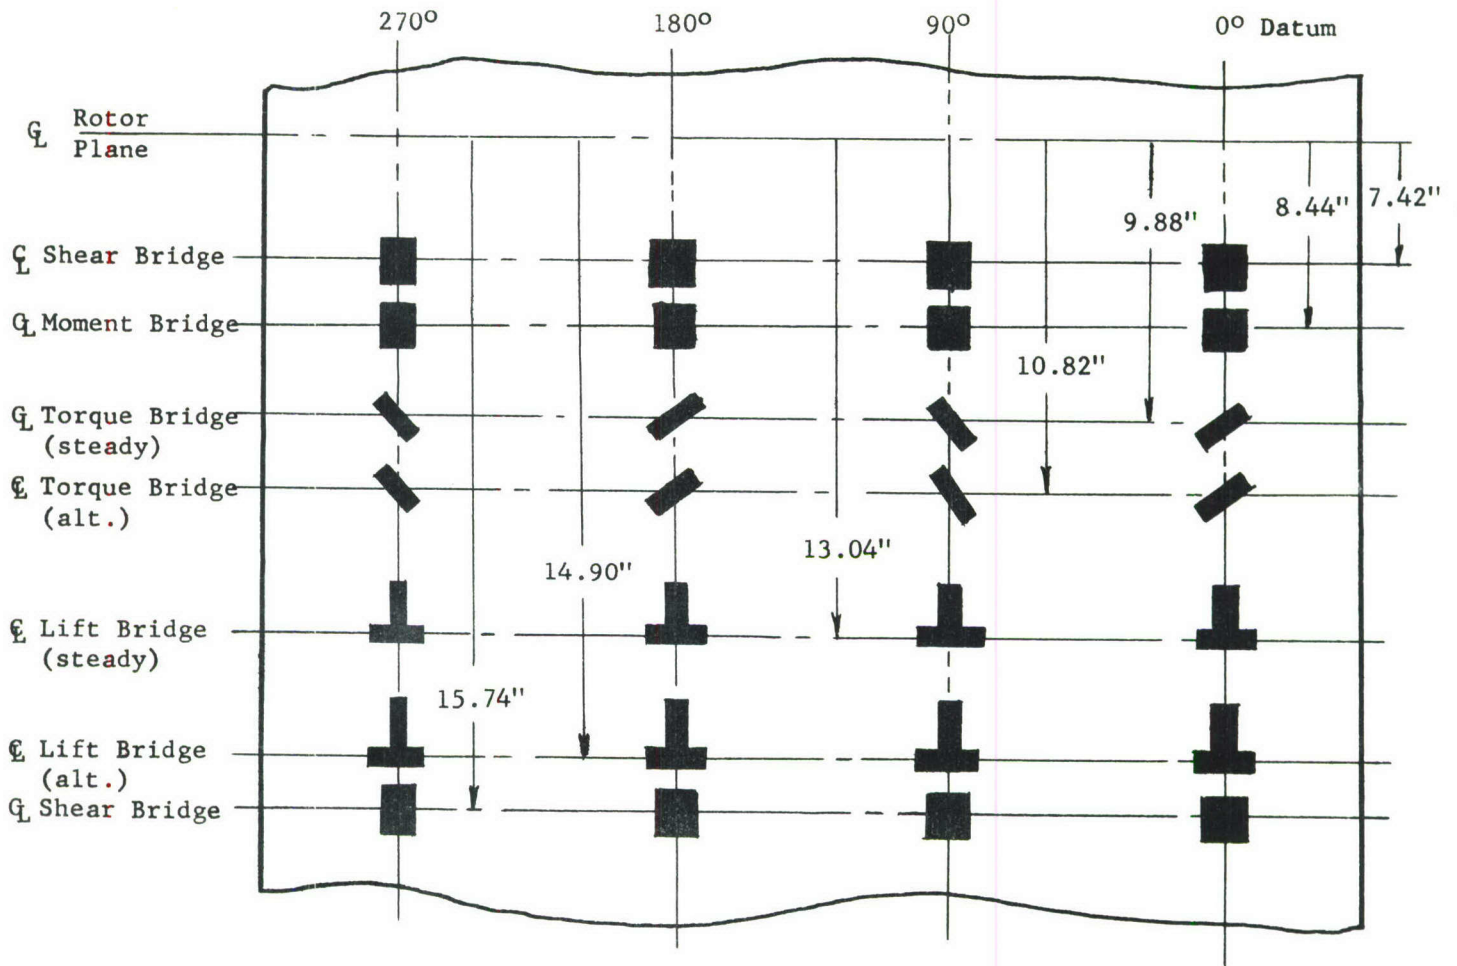 270° 180° 90° 0° Datum
℄ Rotor
Plane
7.42"
8.44"
9.88"
℄ Shear Bridge
℄ Moment Bridge
10.82"
℄ Torque Bridge
(steady)
℄ Torque Bridge
(alt.)
13.04"
14.90"
℄ Lift Bridge
(steady)
15.74"
℄ Lift Bridge
(alt.)
℄ Shear Bridge